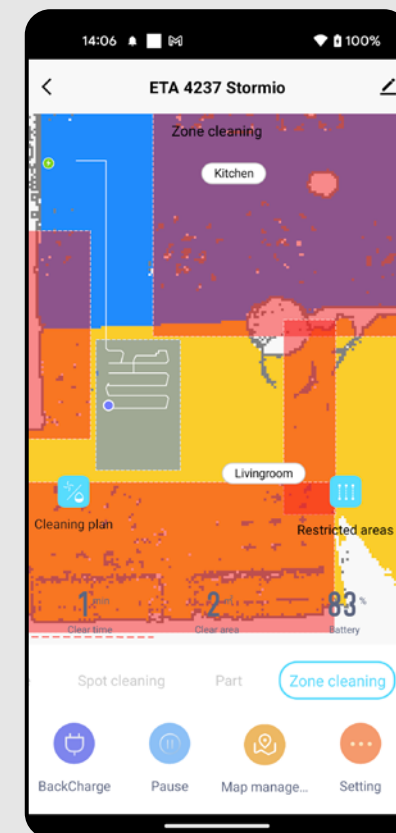 14:06 100%
ETA 4237 Stormio
Zone cleaning
Kitchen
Livingroom
Cleaning plan
Restricted areas
1 min 2 83 %
Clear time Clear area Battery
Spot cleaning Part Zone cleaning
BackCharge Pause Map manage... Setting